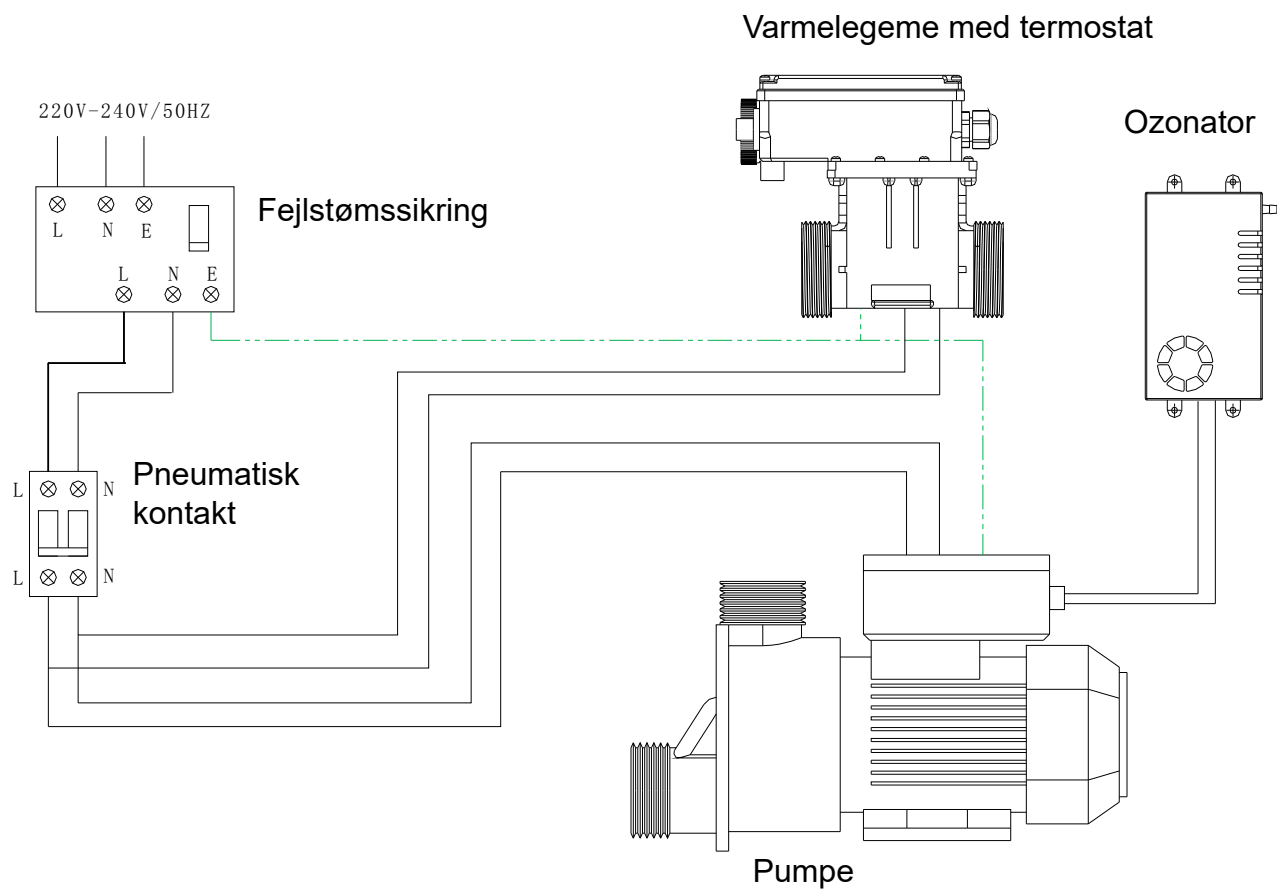 Varmelegeme med termostat
220V-240V/50HZ
Ozonator
L N E
Fejlstømssikring
L N E
Pneumatisk
kontakt
L N
L N
Pumpe